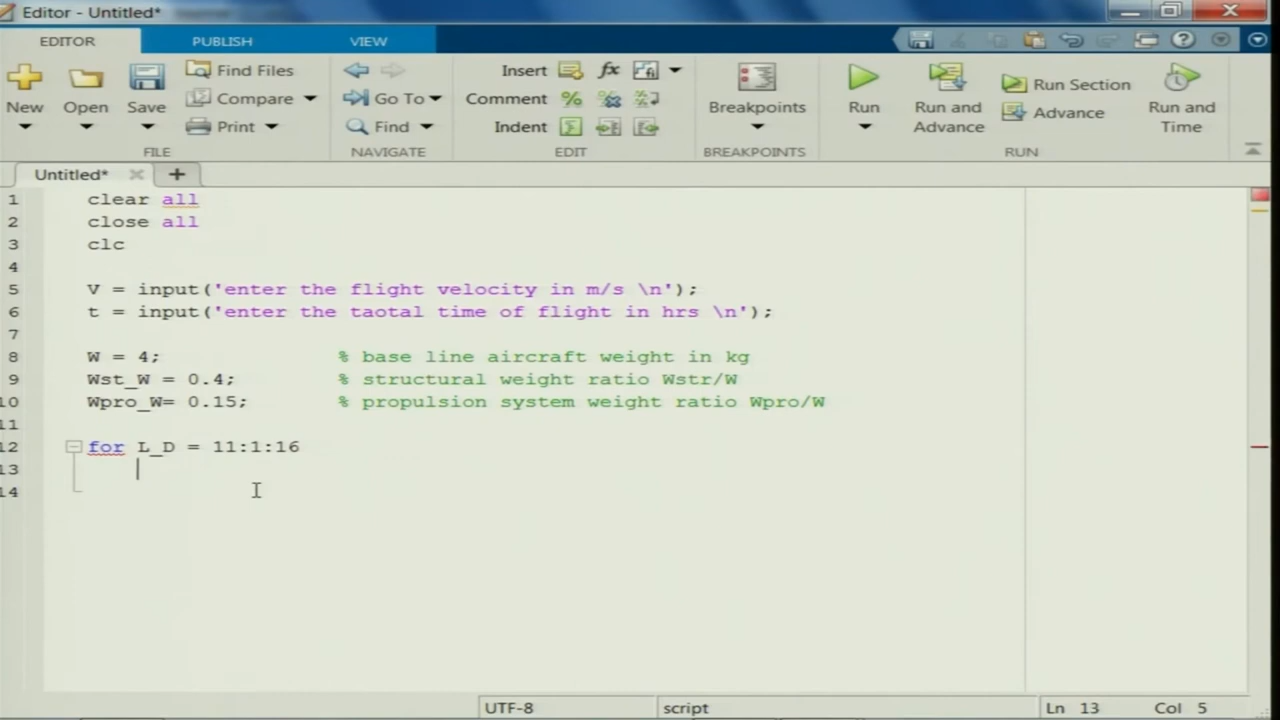 Editor - Untitled*
EDITOR PUBLISH VIEW
New Open Save Find Files Compare Print Go To Find Insert fx Comment Indent Breakpoints Run Run and Advance Run Section Advance Run and Time
FILE NAVIGATE EDIT BREAKPOINTS RUN
Untitled*
1 clear all
2 close all
3 clc
4
5 V = input('enter the flight velocity in m/s \n');
6 t = input('enter the taotal time of flight in hrs \n');
7
8 W = 4; % base line aircraft weight in kg
9 Wst_W = 0.4; % structural weight ratio Wstr/W
10 Wpro_W= 0.15; % propulsion system weight ratio Wpro/W
11
12 for L_D = 11:1:16
13
14
UTF-8 script Ln 13 Col 5